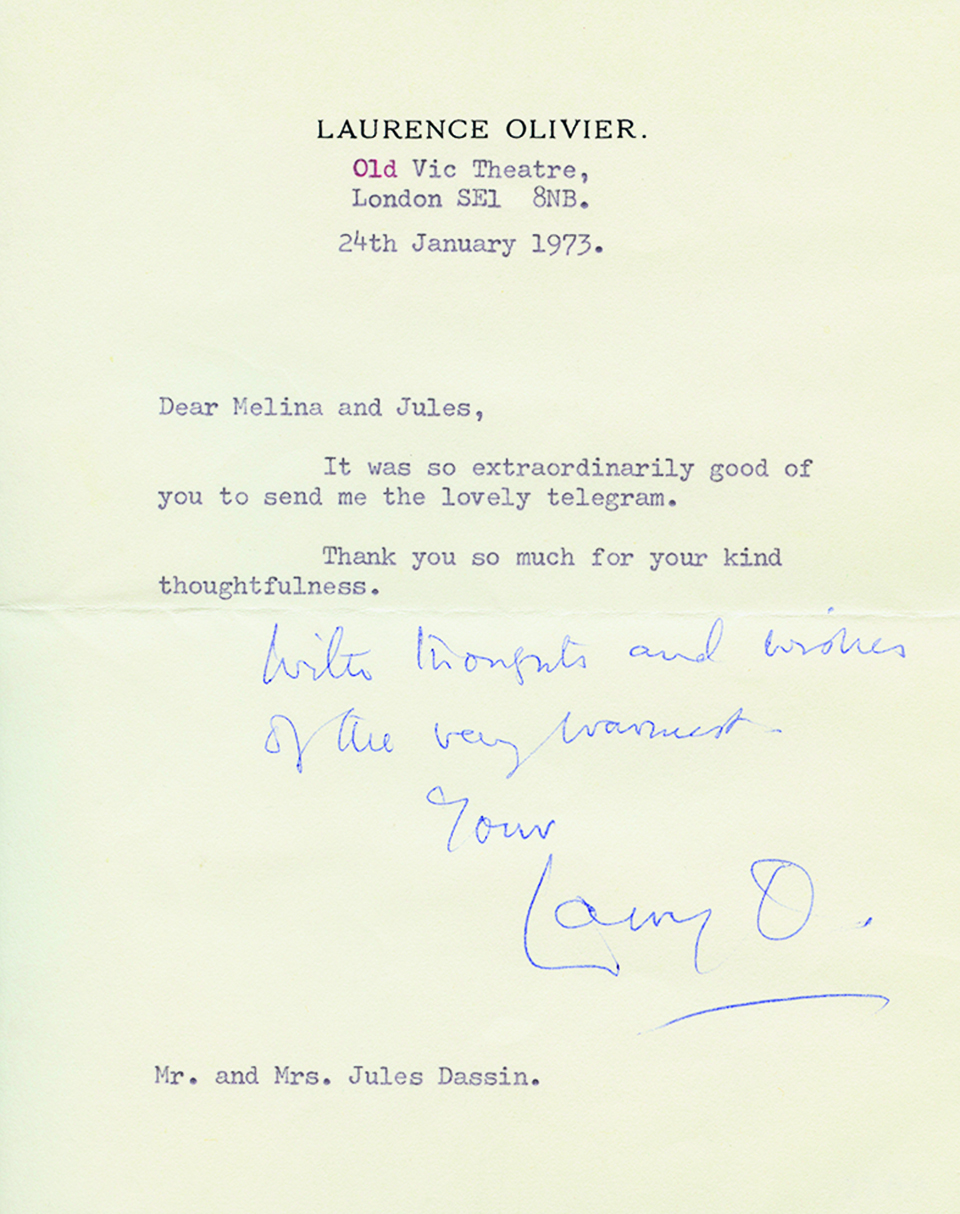 LAURENCE OLIVIER.
Old Vic Theatre,
London SE1 8NB.
24th January 1973.
Dear Melina and Jules,
It was so extraordinarily good of
you to send me the lovely telegram.
Thank you so much for your kind
thoughtfulness.
With thoughts and wishes
of the very warmest
Your
Larry O.
Mr. and Mrs. Jules Dassin.